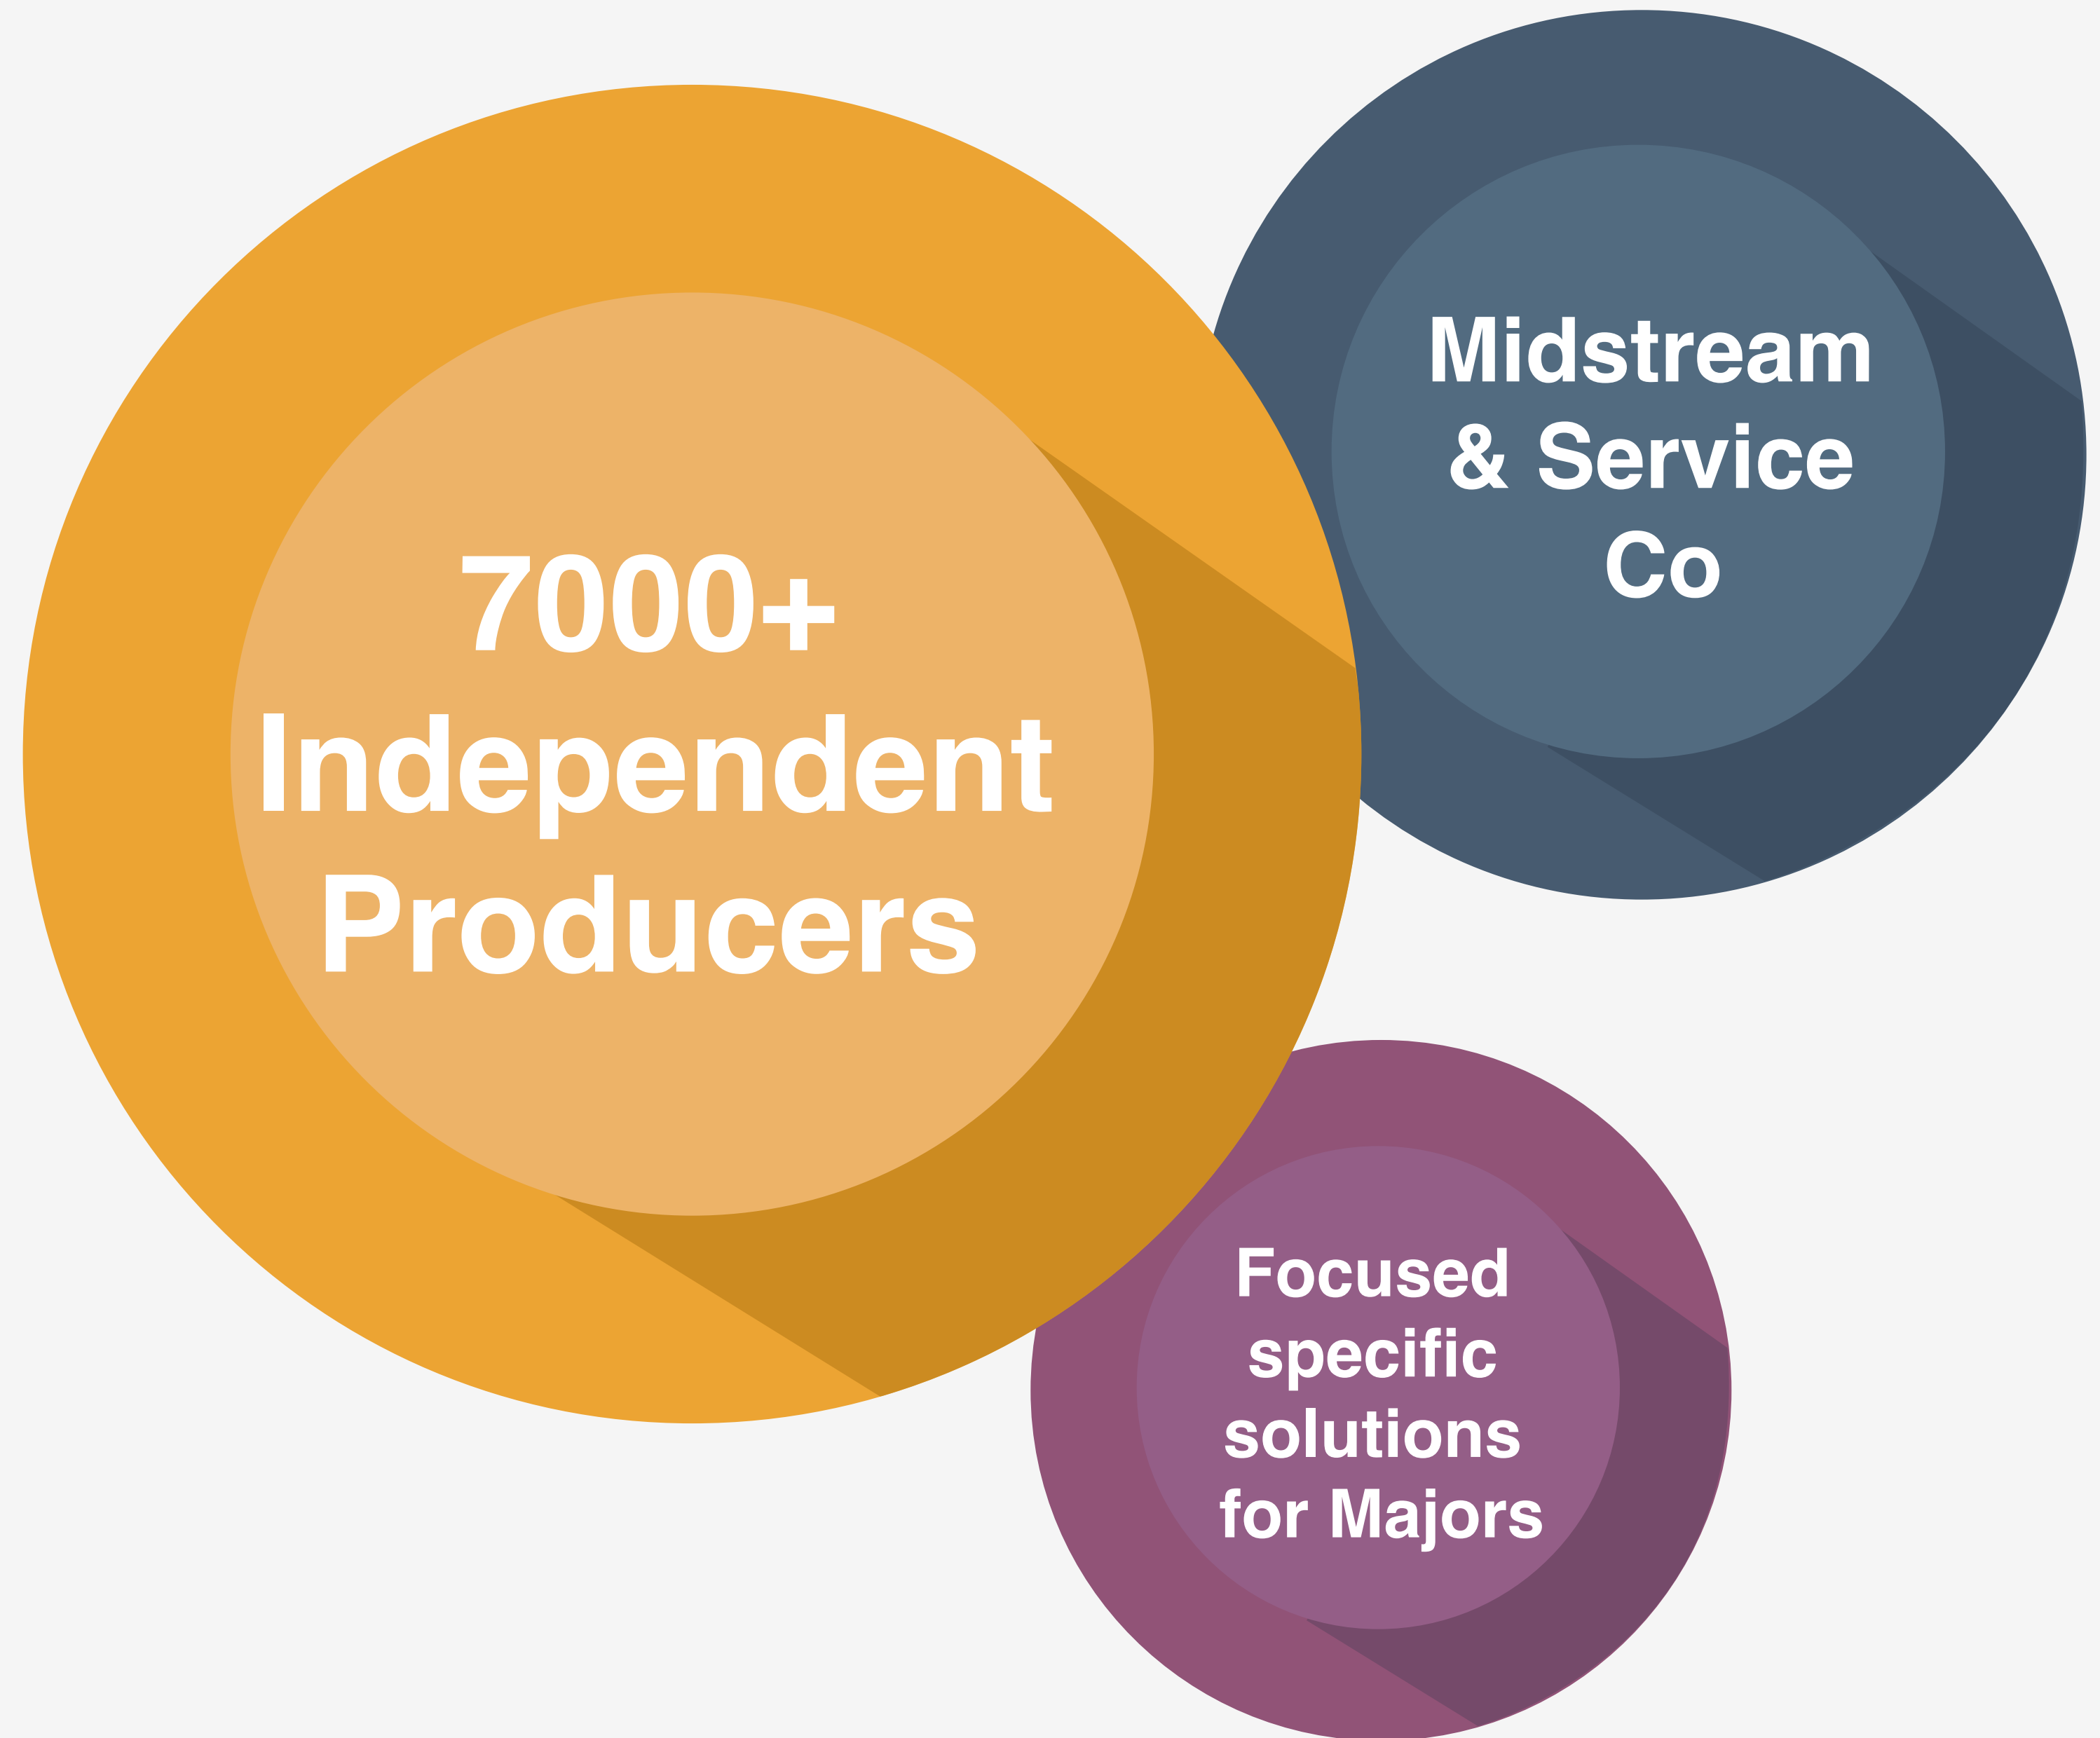 7000+
Independent
Producers
Midstream
& Service
Co
Focused
specific
solutions
for Majors